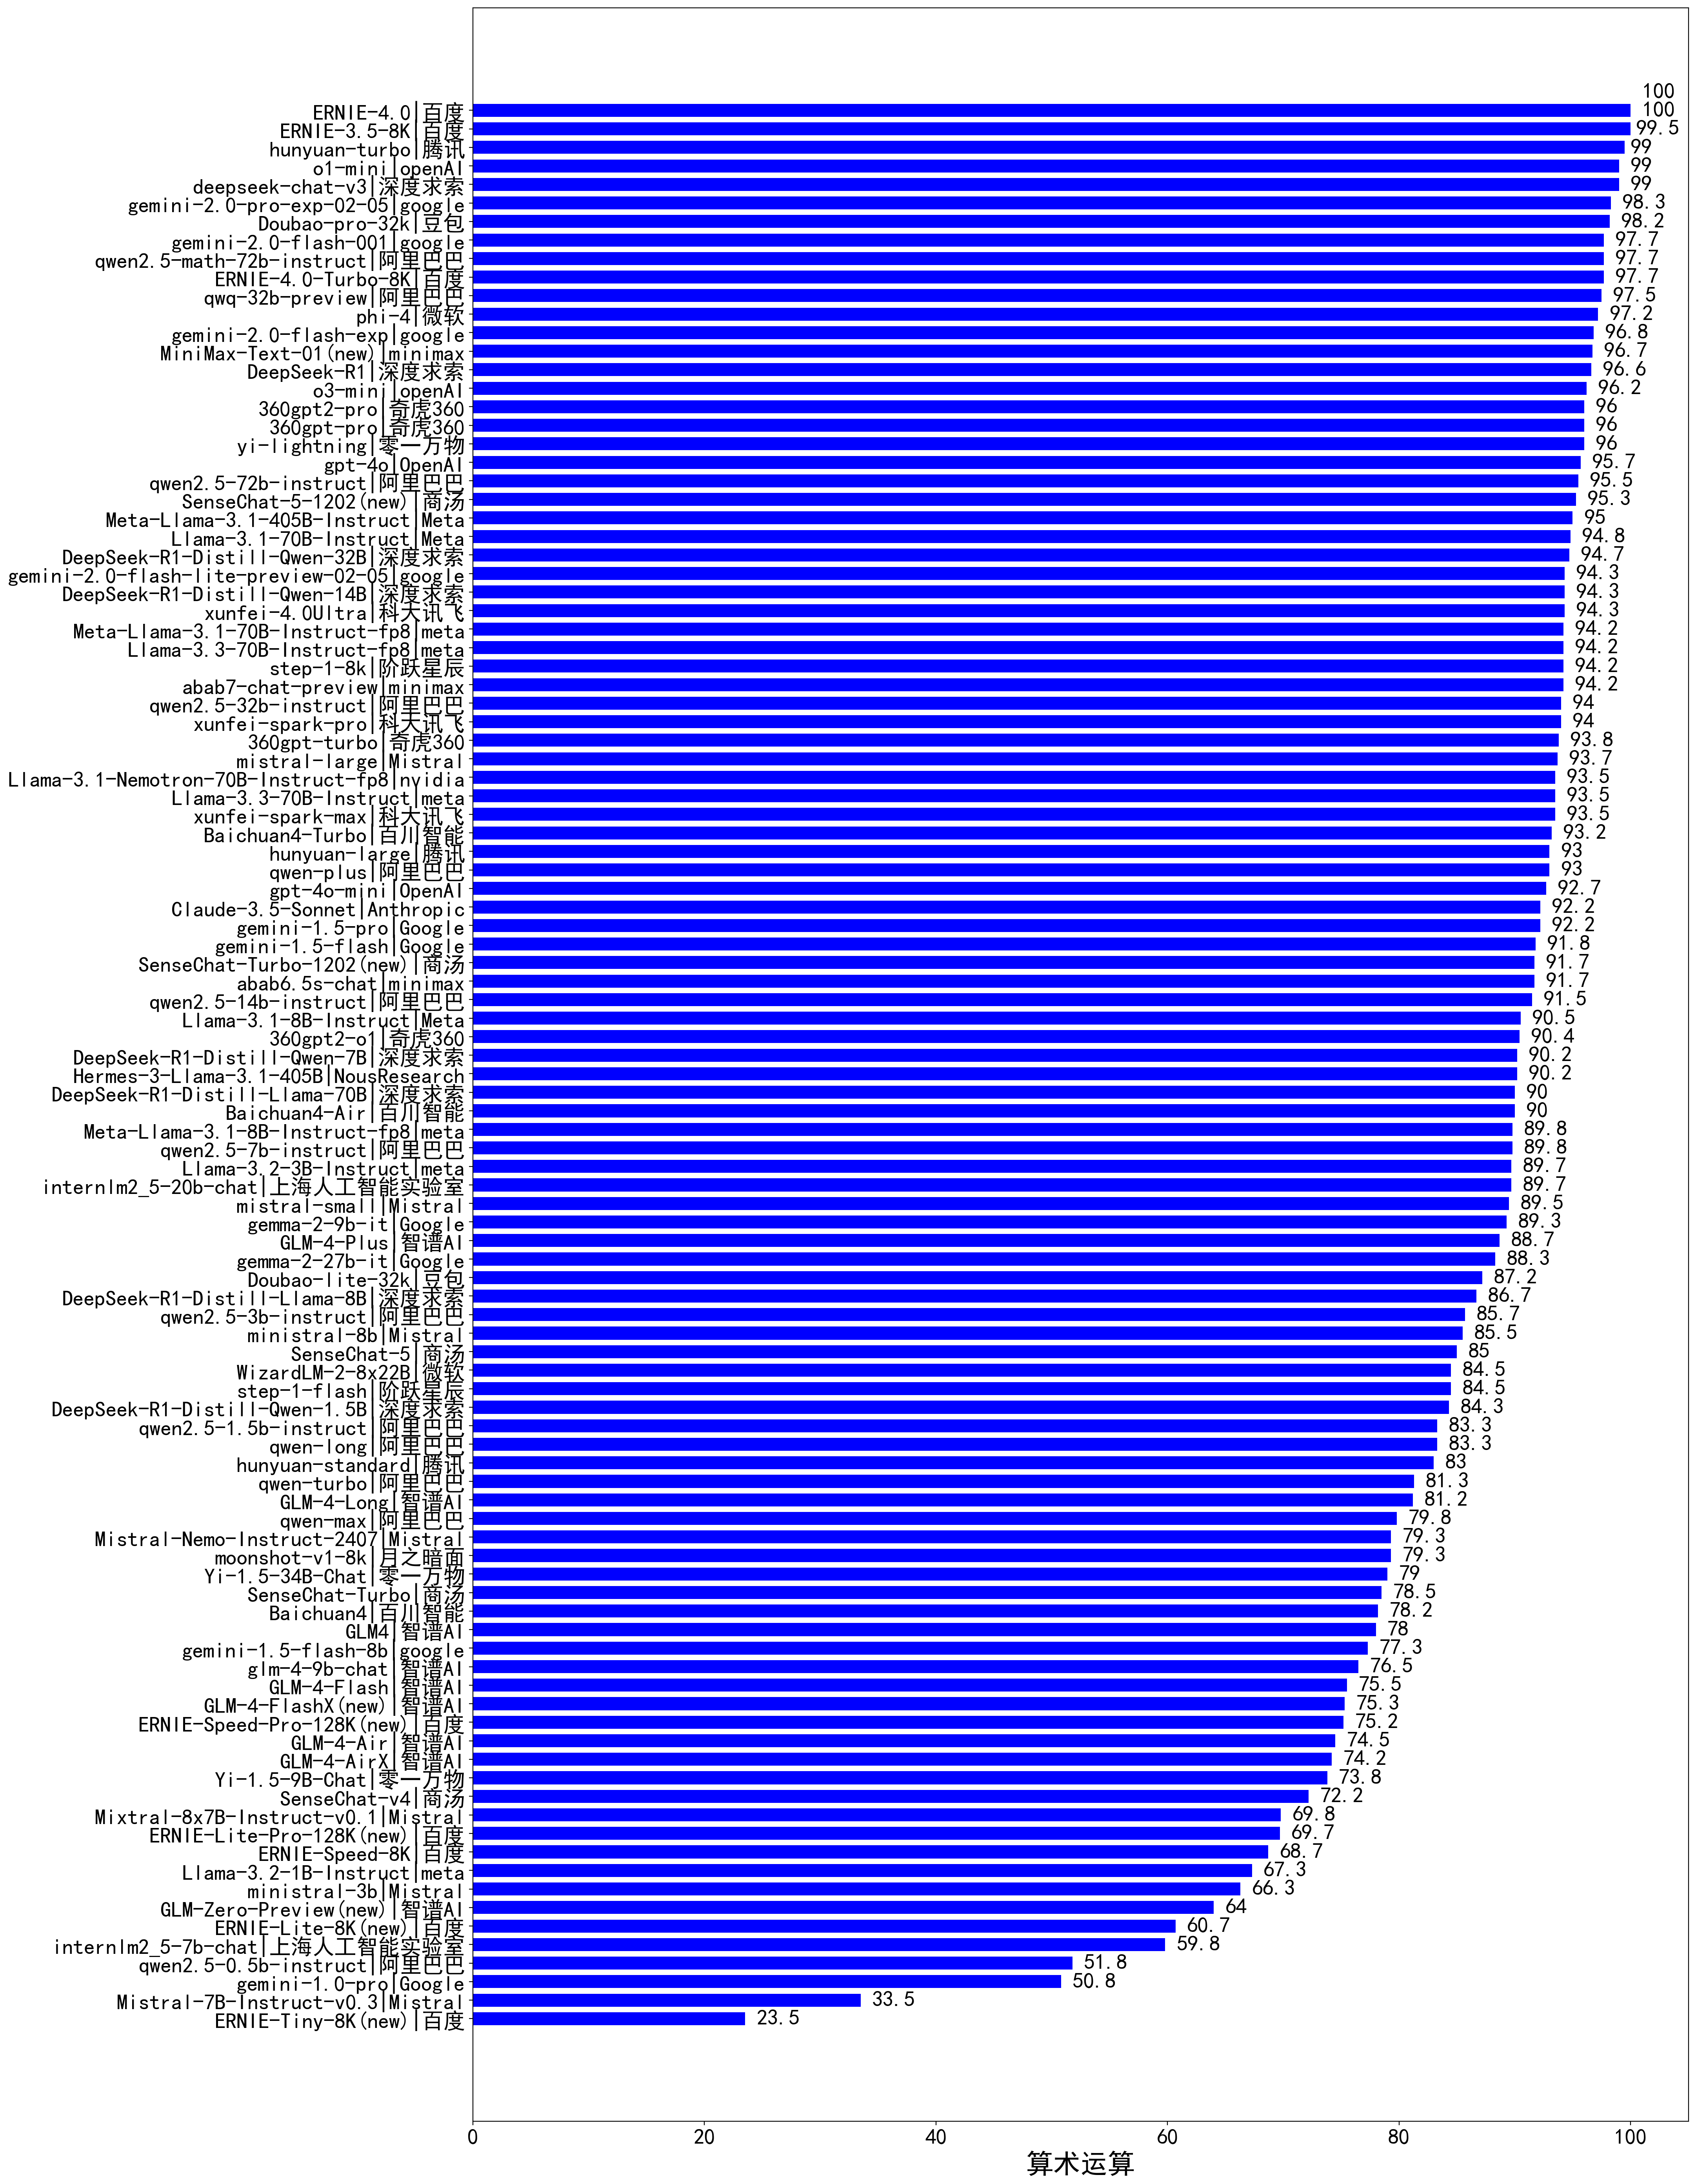 100
ERNIE-4.0|百度 100
ERNIE-3.5-8K|百度 99.5
hunyuan-turbo|腾讯 99
o1-mini|openAI 99
deepseek-chat-v3|深度求索 99
gemini-2.0-pro-exp-02-05|google 98.3
Doubao-pro-32k|豆包 98.2
gemini-2.0-flash-001|google 97.7
qwen2.5-math-72b-instruct|阿里巴巴 97.7
ERNIE-4.0-Turbo-8K|百度 97.7
qwq-32b-preview|阿里巴巴 97.5
phi-4|微软 97.2
gemini-2.0-flash-exp|google 96.8
MiniMax-Text-01(new)|minimax 96.7
DeepSeek-R1|深度求索 96.6
o3-mini|openAI 96.2
360gpt2-pro|奇虎360 96
360gpt-pro|奇虎360 96
yi-lightning|零一万物 96
gpt-4o|OpenAI 95.7
qwen2.5-72b-instruct|阿里巴巴 95.5
SenseChat-5-1202(new)|商汤 95.3
Meta-Llama-3.1-405B-Instruct|Meta 95
Llama-3.1-70B-Instruct|Meta 94.8
DeepSeek-R1-Distill-Qwen-32B|深度求索 94.7
gemini-2.0-flash-lite-preview-02-05|google 94.3
DeepSeek-R1-Distill-Qwen-14B|深度求索 94.3
xunfei-4.0Ultra|科大讯飞 94.3
Meta-Llama-3.1-70B-Instruct-fp8|meta 94.2
Llama-3.3-70B-Instruct-fp8|meta 94.2
step-1-8k|阶跃星辰 94.2
abab7-chat-preview|minimax 94.2
qwen2.5-32b-instruct|阿里巴巴 94
xunfei-spark-pro|科大讯飞 94
360gpt-turbo|奇虎360 93.8
mistral-large|Mistral 93.7
Llama-3.1-Nemotron-70B-Instruct-fp8|nvidia 93.5
Llama-3.3-70B-Instruct|meta 93.5
xunfei-spark-max|科大讯飞 93.5
Baichuan4-Turbo|百川智能 93.2
hunyuan-large|腾讯 93
qwen-plus|阿里巴巴 93
gpt-4o-mini|OpenAI 92.7
Claude-3.5-Sonnet|Anthropic 92.2
gemini-1.5-pro|Google 92.2
gemini-1.5-flash|Google 91.8
SenseChat-Turbo-1202(new)|商汤 91.7
abab6.5s-chat|minimax 91.7
qwen2.5-14b-instruct|阿里巴巴 91.5
Llama-3.1-8B-Instruct|Meta 90.5
360gpt2-o1|奇虎360 90.4
DeepSeek-R1-Distill-Qwen-7B|深度求索 90.2
Hermes-3-Llama-3.1-405B|NousResearch 90.2
DeepSeek-R1-Distill-Llama-70B|深度求索 90
Baichuan4-Air|百川智能 90
Meta-Llama-3.1-8B-Instruct-fp8|meta 89.8
qwen2.5-7b-instruct|阿里巴巴 89.8
Llama-3.2-3B-Instruct|meta 89.7
internlm2_5-20b-chat|上海人工智能实验室 89.7
mistral-small|Mistral 89.5
gemma-2-9b-it|Google 89.3
GLM-4-Plus|智谱AI 88.7
gemma-2-27b-it|Google 88.3
Doubao-lite-32k|豆包 87.2
DeepSeek-R1-Distill-Llama-8B|深度求索 86.7
qwen2.5-3b-instruct|阿里巴巴 85.7
ministral-8b|Mistral 85.5
SenseChat-5|商汤 85
WizardLM-2-8x22B|微软 84.5
step-1-flash|阶跃星辰 84.5
DeepSeek-R1-Distill-Qwen-1.5B|深度求索 84.3
qwen2.5-1.5b-instruct|阿里巴巴 83.3
qwen-long|阿里巴巴 83.3
hunyuan-standard|腾讯 83
qwen-turbo|阿里巴巴 81.3
GLM-4-Long|智谱AI 81.2
qwen-max|阿里巴巴 79.8
Mistral-Nemo-Instruct-2407|Mistral 79.3
moonshot-v1-8k|月之暗面 79.3
Yi-1.5-34B-Chat|零一万物 79
SenseChat-Turbo|商汤 78.5
Baichuan4|百川智能 78.2
GLM4|智谱AI 78
gemini-1.5-flash-8b|google 77.3
glm-4-9b-chat|智谱AI 76.5
GLM-4-Flash|智谱AI 75.5
GLM-4-FlashX(new)|智谱AI 75.3
ERNIE-Speed-Pro-128K(new)|百度 75.2
GLM-4-Air|智谱AI 74.5
GLM-4-AirX|智谱AI 74.2
Yi-1.5-9B-Chat|零一万物 73.8
SenseChat-v4|商汤 72.2
Mixtral-8x7B-Instruct-v0.1|Mistral 69.8
ERNIE-Lite-Pro-128K(new)|百度 69.7
ERNIE-Speed-8K|百度 68.7
Llama-3.2-1B-Instruct|meta 67.3
ministral-3b|Mistral 66.3
GLM-Zero-Preview(new)|智谱AI 64
ERNIE-Lite-8K(new)|百度 60.7
internlm2_5-7b-chat|上海人工智能实验室 59.8
qwen2.5-0.5b-instruct|阿里巴巴 51.8
gemini-1.0-pro|Google 50.8
Mistral-7B-Instruct-v0.3|Mistral 33.5
ERNIE-Tiny-8K(new)|百度 23.5
0 20 40 60 80 100
算术运算